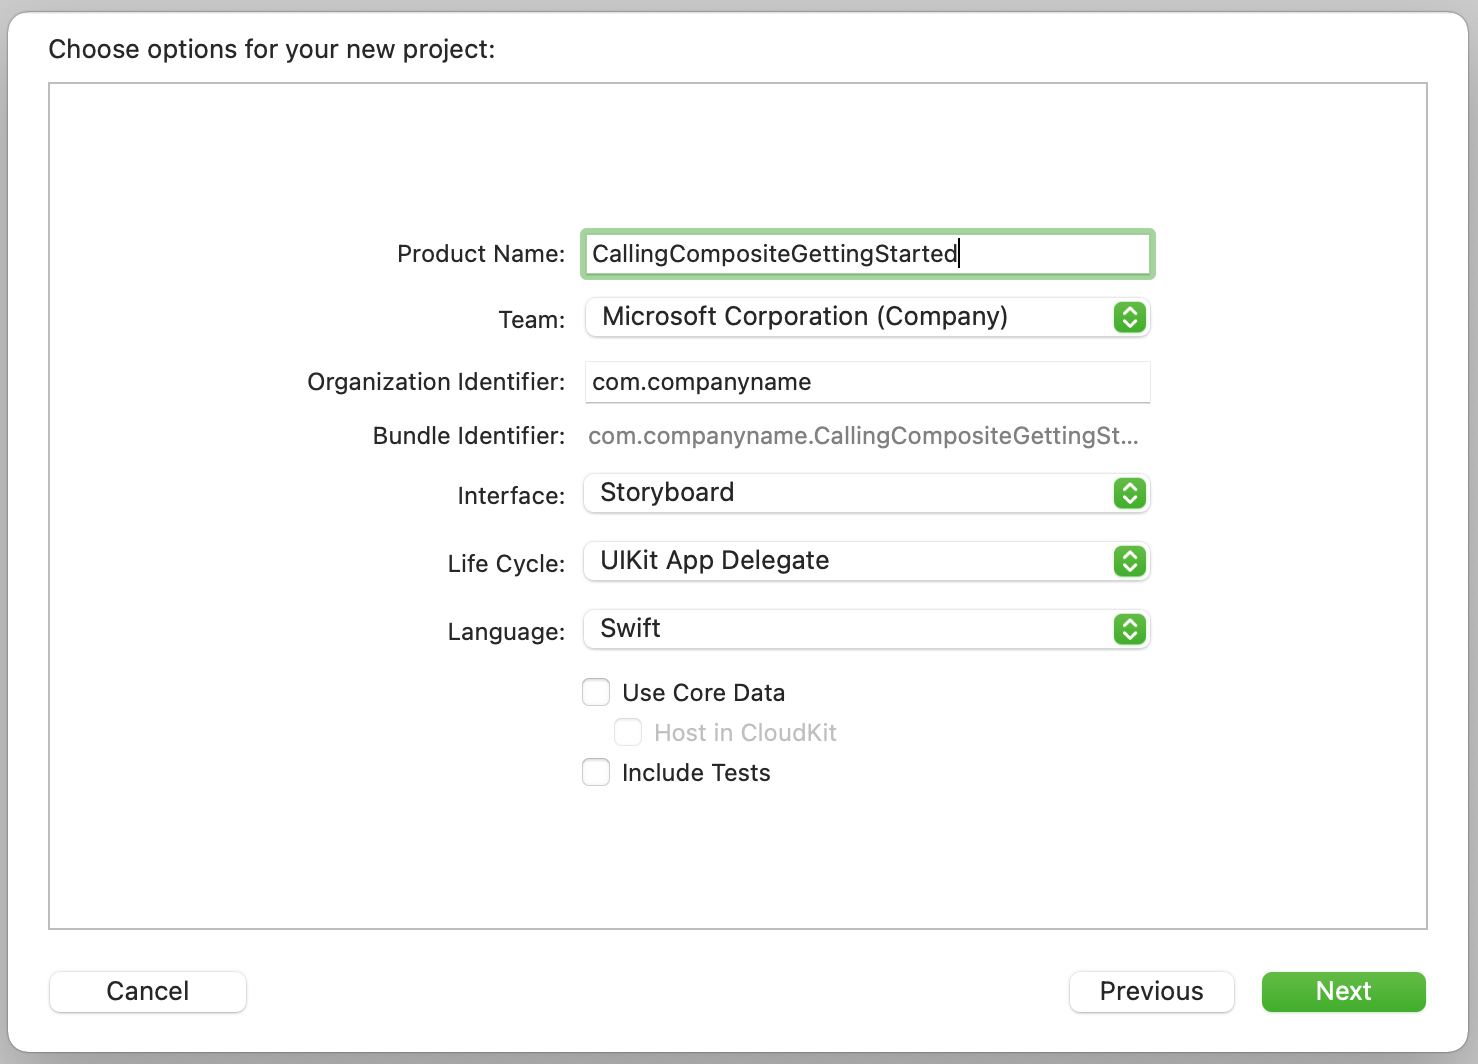 Choose options for your new project:
Product Name: CallingCompositeGettingStarted
Team: Microsoft Corporation (Company)
Organization Identifier: com.companyname
Bundle Identifier: com.companyname.CallingCompositeGettingSt...
Interface: Storyboard
Life Cycle: UIKit App Delegate
Language: Swift
Use Core Data
Host in CloudKit
Include Tests
Cancel Previous Next